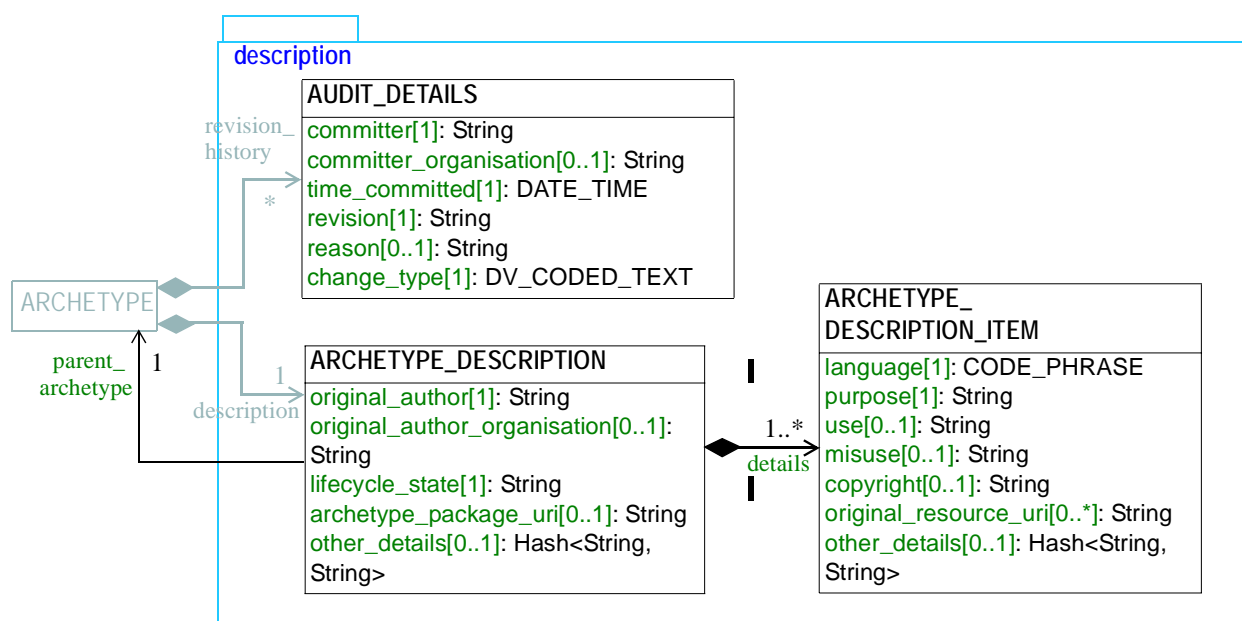 description
AUDIT_DETAILS
committer[1]: String
committer_organisation[0..1]: String
time_committed[1]: DATE_TIME
revision[1]: String
reason[0..1]: String
change_type[1]: DV_CODED_TEXT
revision_
history
*
ARCHETYPE
parent_
archetype
1
1
description
ARCHETYPE_DESCRIPTION
original_author[1]: String
original_author_organisation[0..1]:
String
lifecycle_state[1]: String
archetype_package_uri[0..1]: String
other_details[0..1]: Hash<String,
String>
1..*
details
ARCHETYPE_
DESCRIPTION_ITEM
language[1]: CODE_PHRASE
purpose[1]: String
use[0..1]: String
misuse[0..1]: String
copyright[0..1]: String
original_resource_uri[0..*]: String
other_details[0..1]: Hash<String,
String>